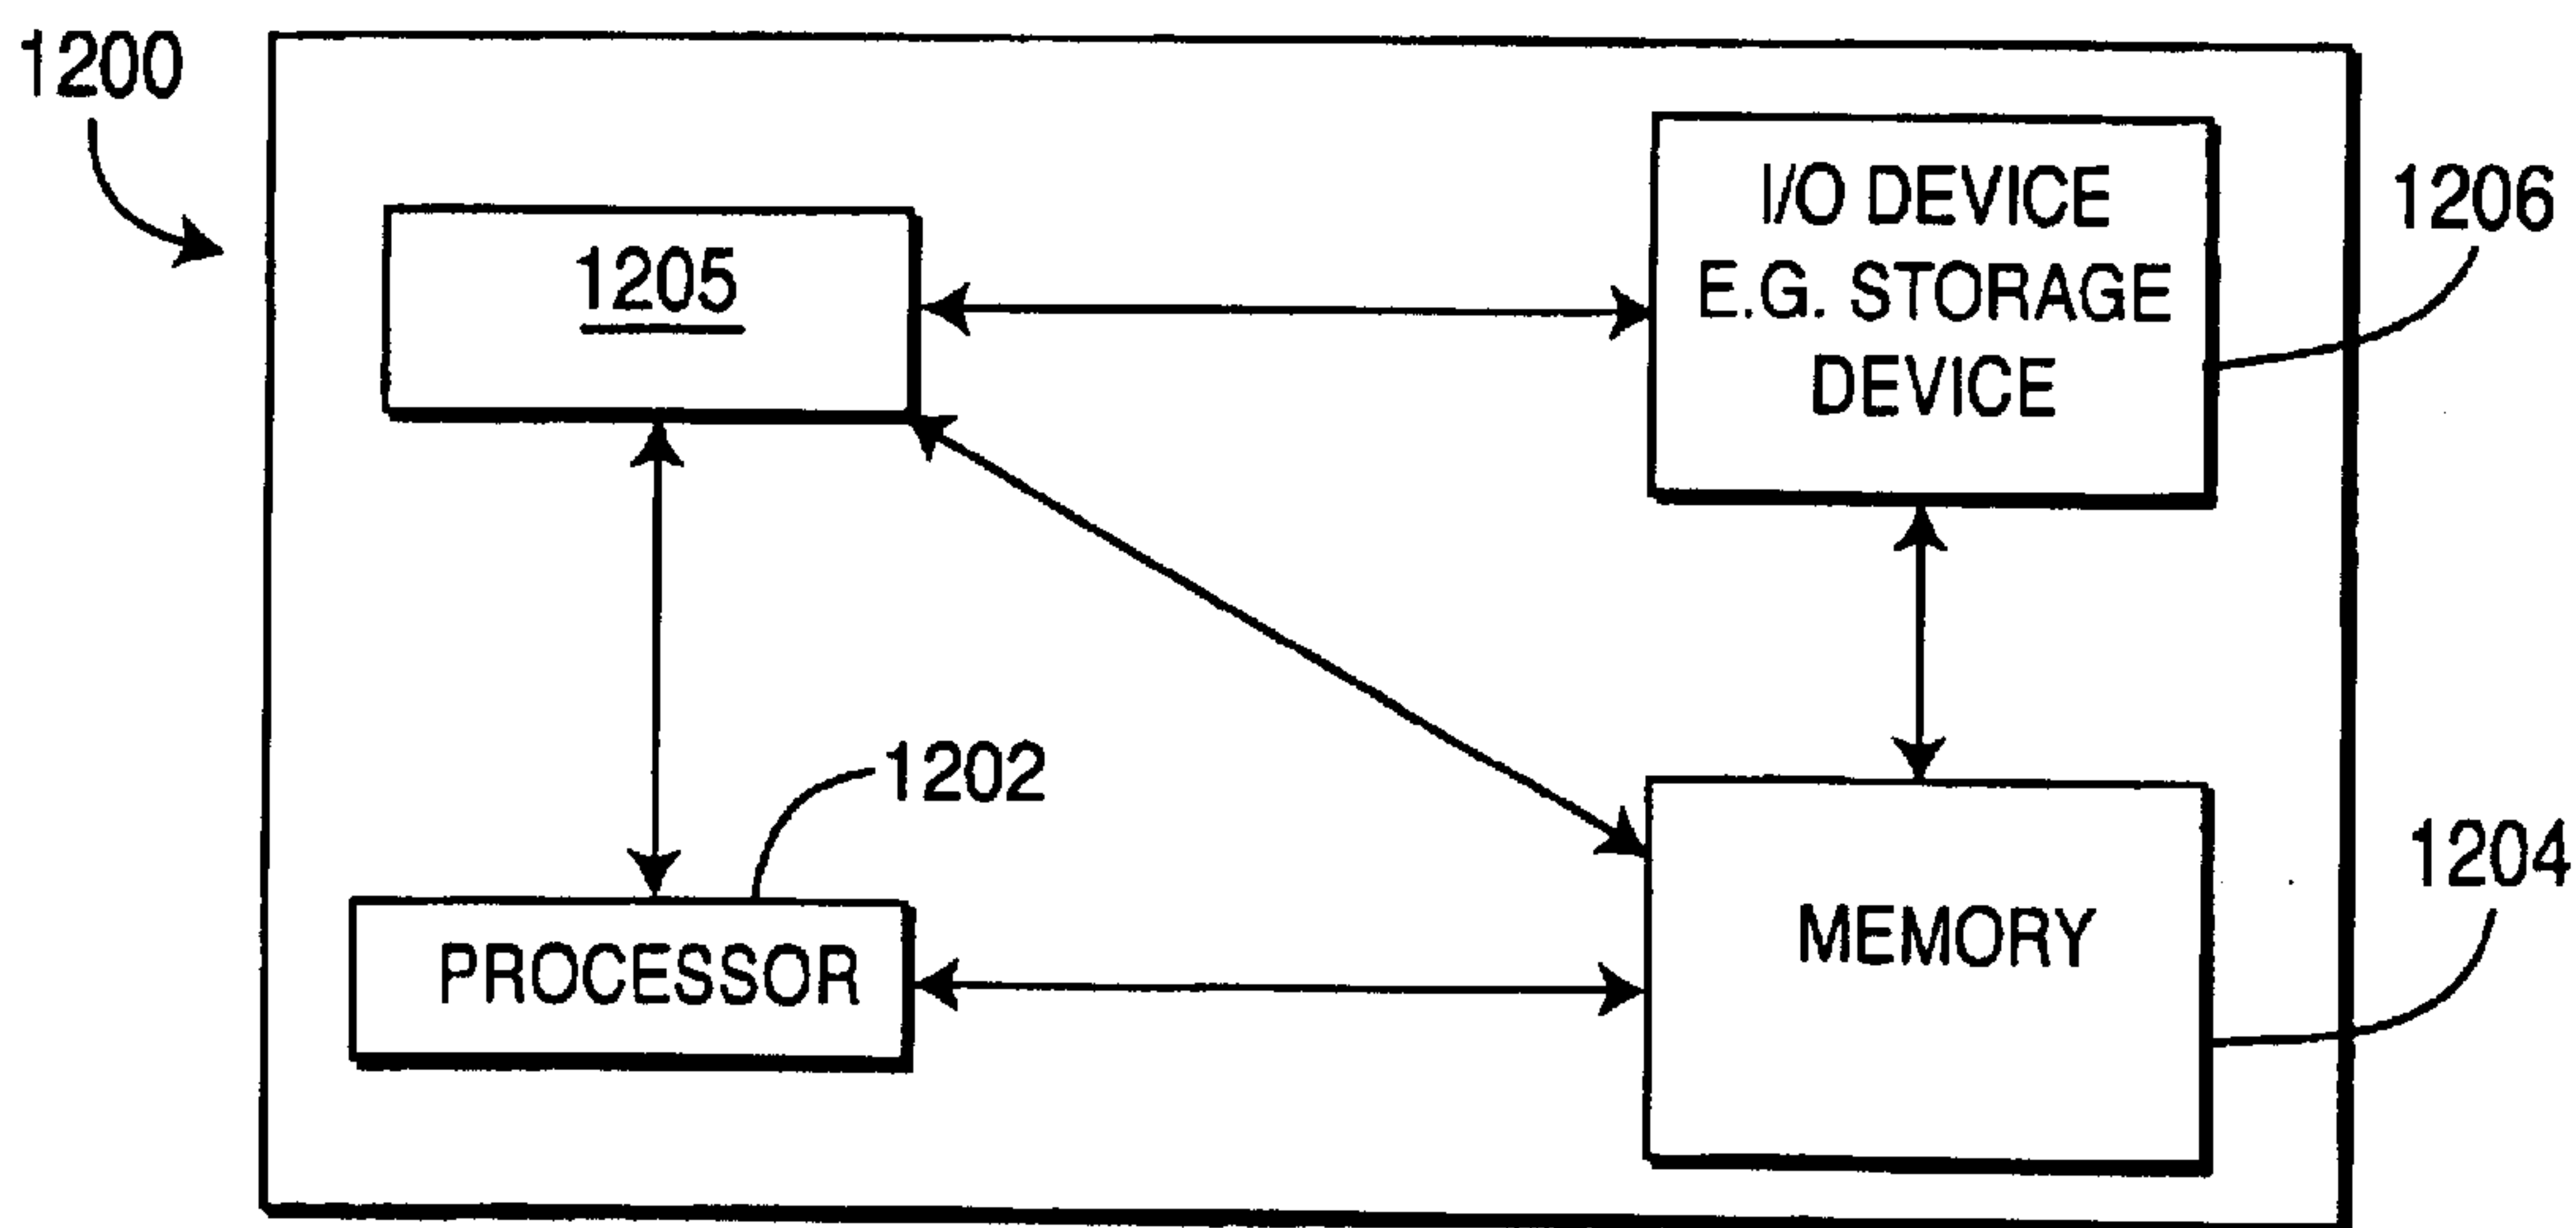 1200
1205
I/O DEVICE
E.G. STORAGE
DEVICE
1206
1202
PROCESSOR
MEMORY
1204